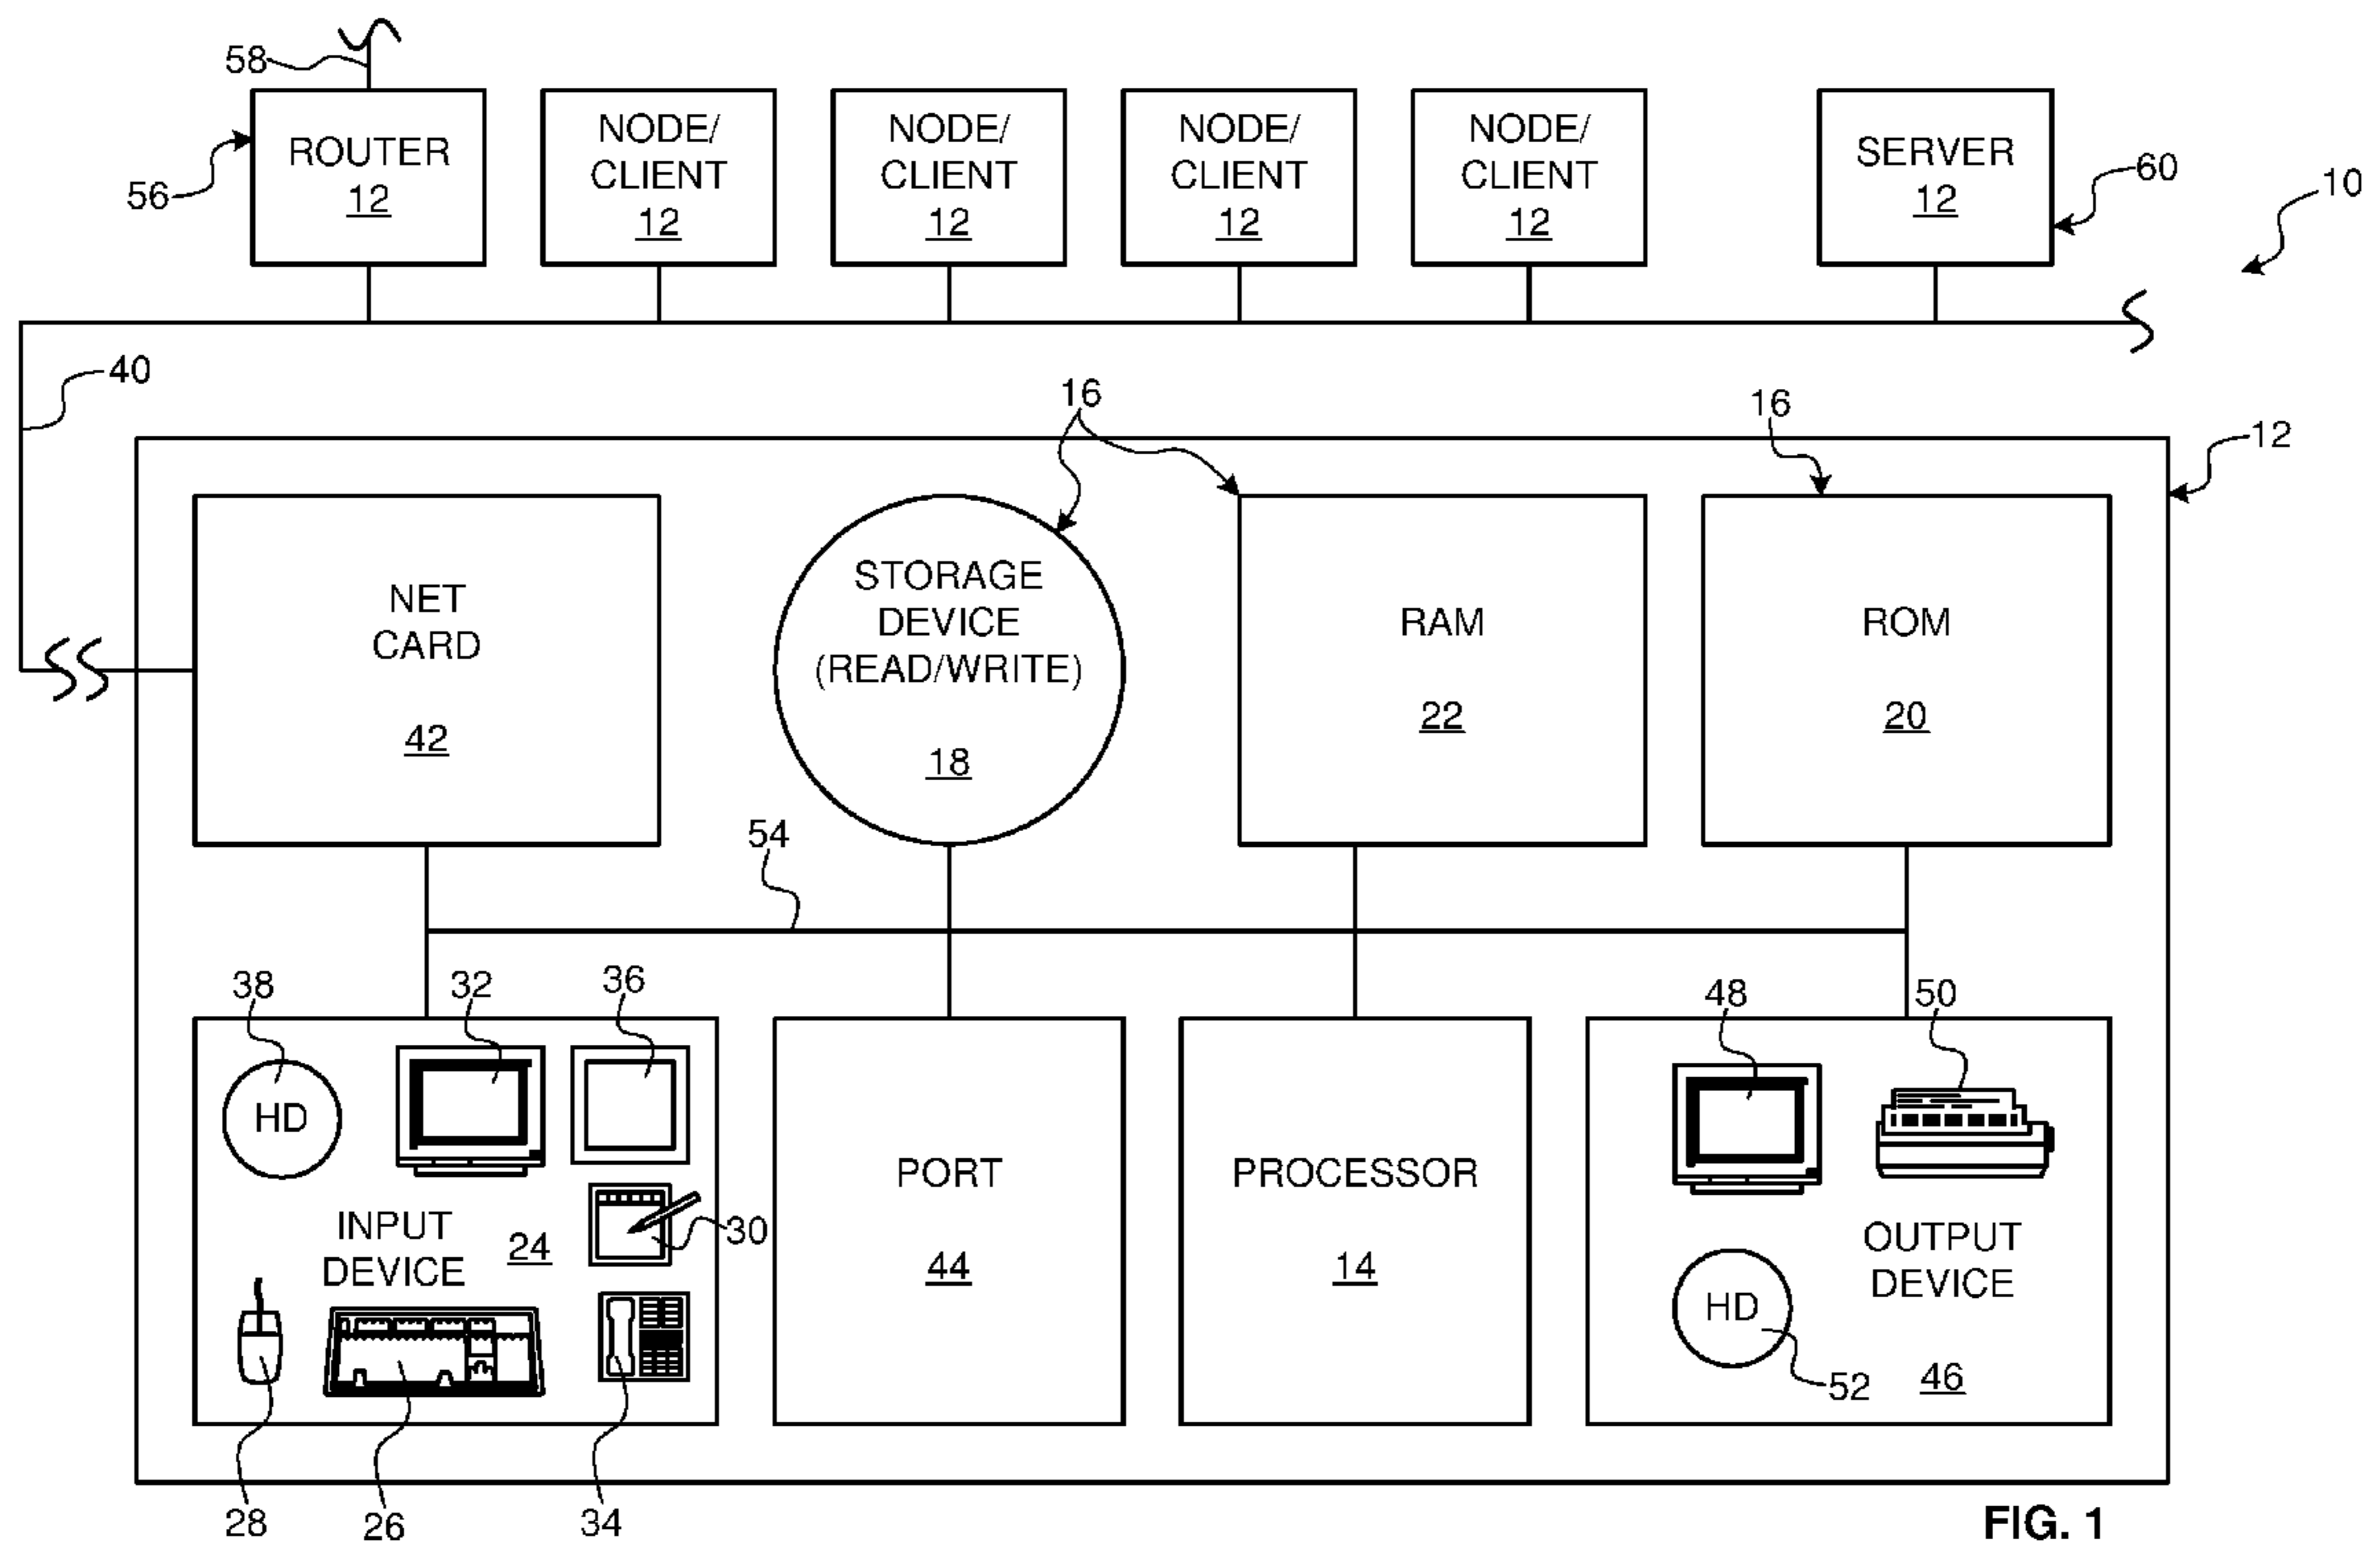 58
56
ROUTER
12
NODE/
CLIENT
12
NODE/
CLIENT
12
NODE/
CLIENT
12
NODE/
CLIENT
12
SERVER
12
60
10
40
16
16
12
NET
CARD
42
STORAGE
DEVICE
(READ/WRITE)
18
RAM
22
ROM
20
54
38
32
36
HD
INPUT
DEVICE
24
30
28
26
34
PORT
44
PROCESSOR
14
48
50
OUTPUT
DEVICE
HD
52
46
FIG. 1